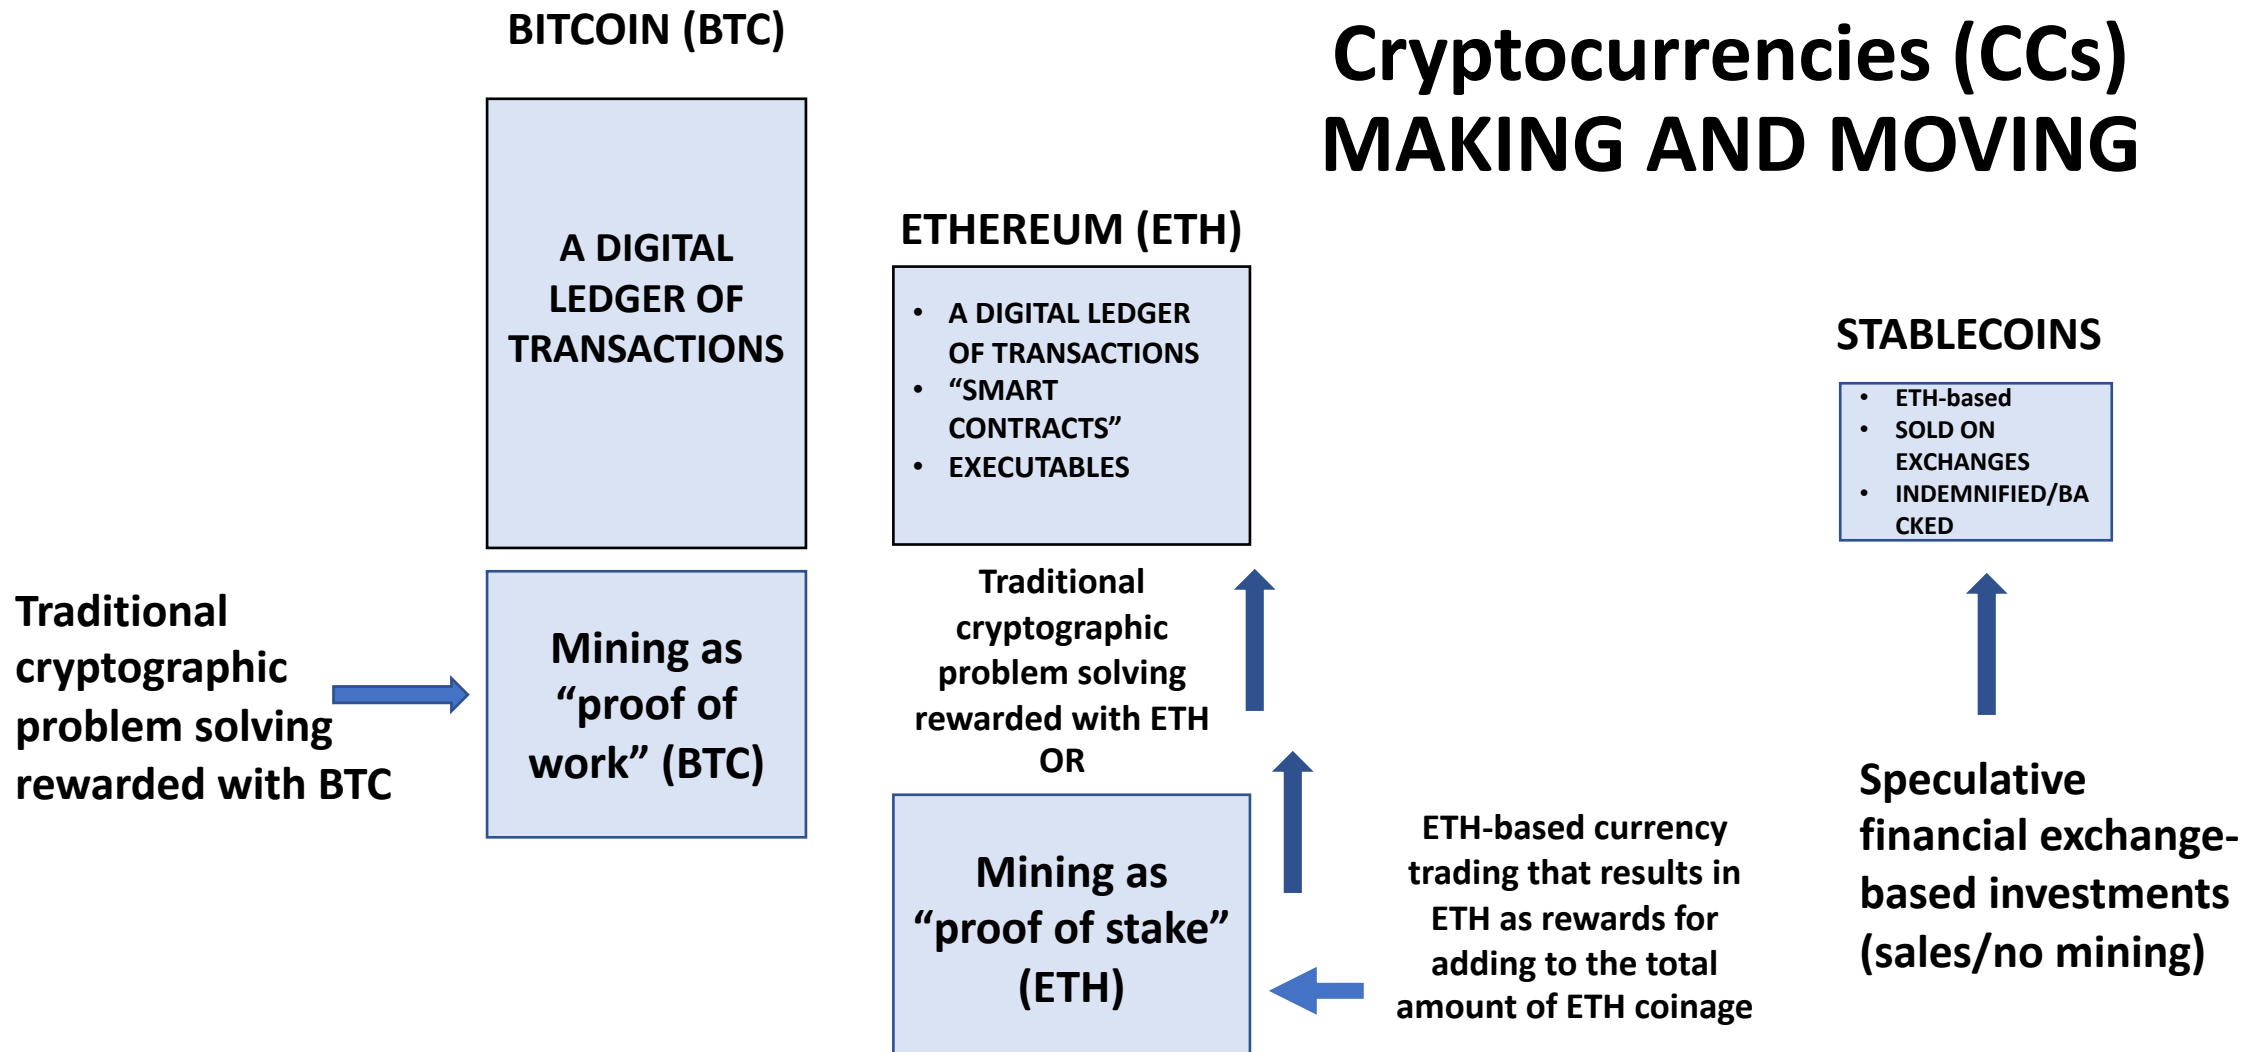 BITCOIN (BTC)
Cryptocurrencies (CCs)
MAKING AND MOVING
A DIGITAL
LEDGER OF
TRANSACTIONS
ETHEREUM (ETH)
• A DIGITAL LEDGER
OF TRANSACTIONS
• “SMART
CONTRACTS”
• EXECUTABLES
STABLECOINS
• ETH-based
• SOLD ON
EXCHANGES
• INDEMNIFIED/BA
CKED
Traditional
cryptographic
problem solving
rewarded with BTC
Mining as
“proof of
work” (BTC)
Traditional
cryptographic
problem solving
rewarded with ETH
OR
Mining as
“proof of stake”
(ETH)
ETH-based currency
trading that results in
ETH as rewards for
adding to the total
amount of ETH coinage
Speculative
financial exchange-
based investments
(sales/no mining)